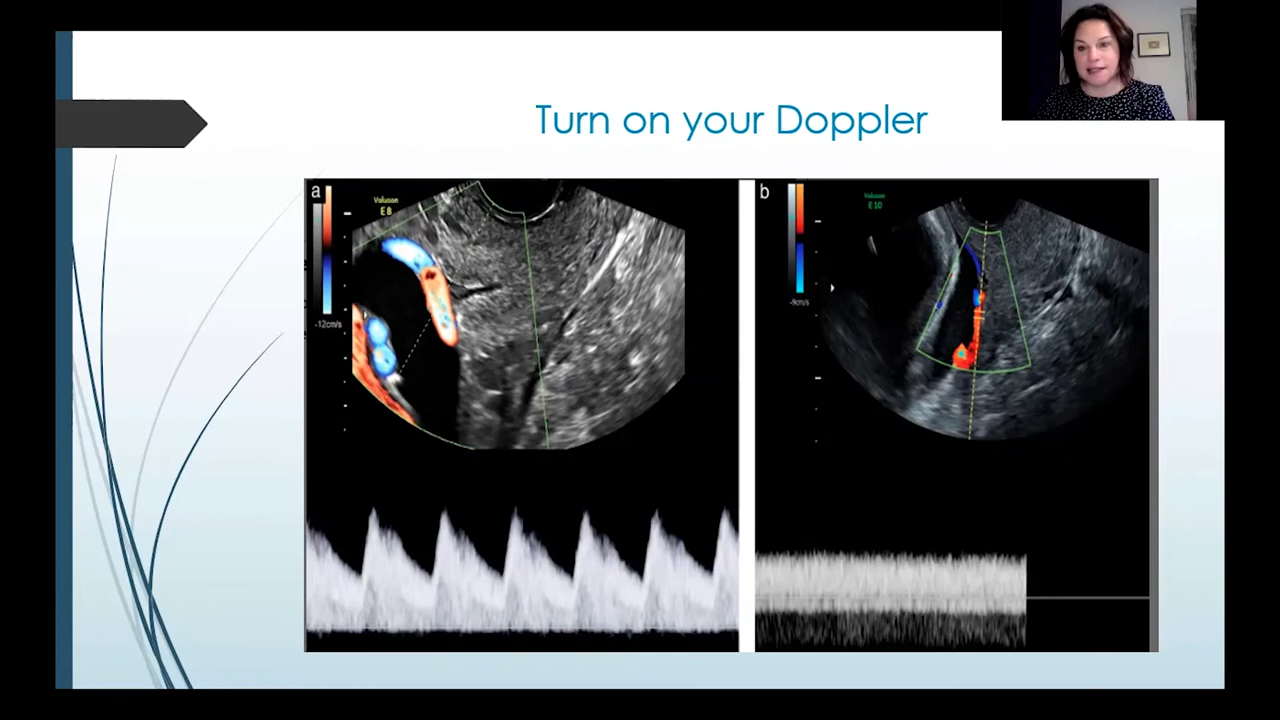 Turn on your Doppler
a
Voluson
E8
-12cm/s
b
Voluson
E10
-9cm/s